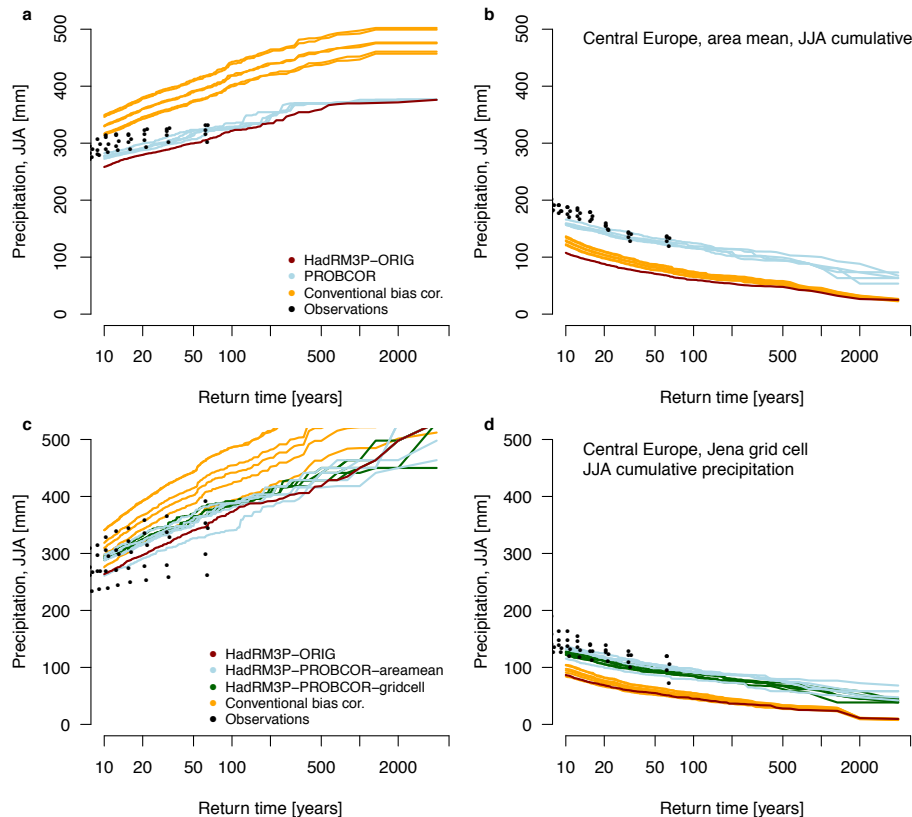 a
500
400
300
200
100
0
Precipitation, JJA [mm]
HadRM3P−ORIG
PROBCOR
Conventional bias cor.
Observations
10 20 50 100 500 2000
Return time [years]
b
Central Europe, area mean, JJA cumulative
500
400
300
200
100
0
Precipitation, JJA [mm]
10 20 50 100 500 2000
Return time [years]
c
500
400
300
200
100
0
Precipitation, JJA [mm]
HadRM3P−ORIG
HadRM3P−PROBCOR−areamean
HadRM3P−PROBCOR−gridcell
Conventional bias cor.
Observations
10 20 50 100 500 2000
Return time [years]
d
Central Europe, Jena grid cell
JJA cumulative precipitation
500
400
300
200
100
0
Precipitation, JJA [mm]
10 20 50 100 500 2000
Return time [years]